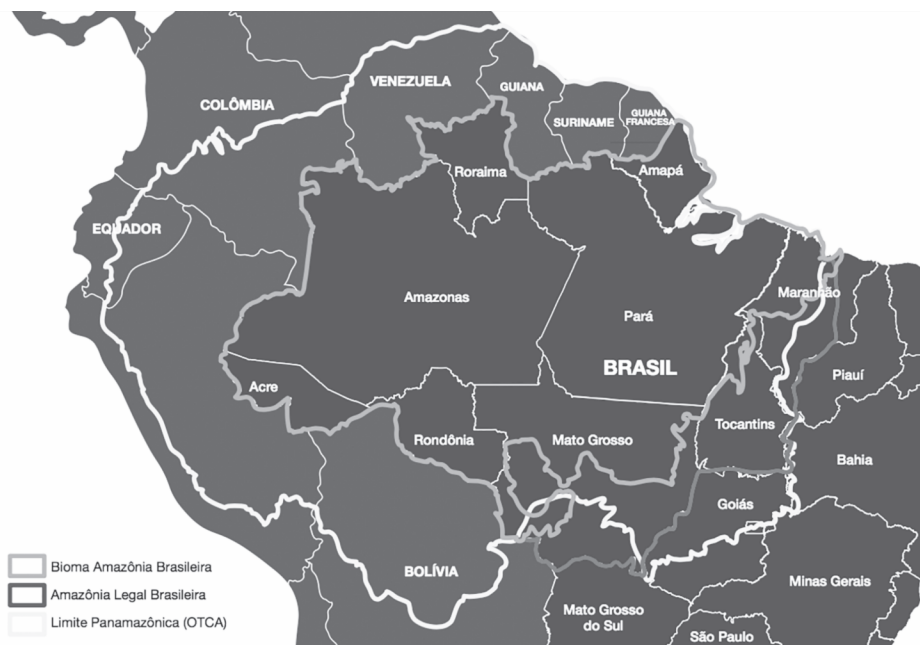 VENEZUELA
GUIANA
COLÔMBIA
SURINAME
GUIANA
FRANCESA
Roraima
Amapá
EQUADOR
Amazonas
Maranhão
Pará
BRASIL
Piauí
Acre
Tocantins
Rondônia
Mato Grosso
Bahia
Goiás
Bioma Amazônia Brasileira
BOLÍVIA
Minas Gerais
Amazônia Legal Brasileira
Mato Grosso
do Sul
Limite Panamazônica (OTCA)
São Paulo